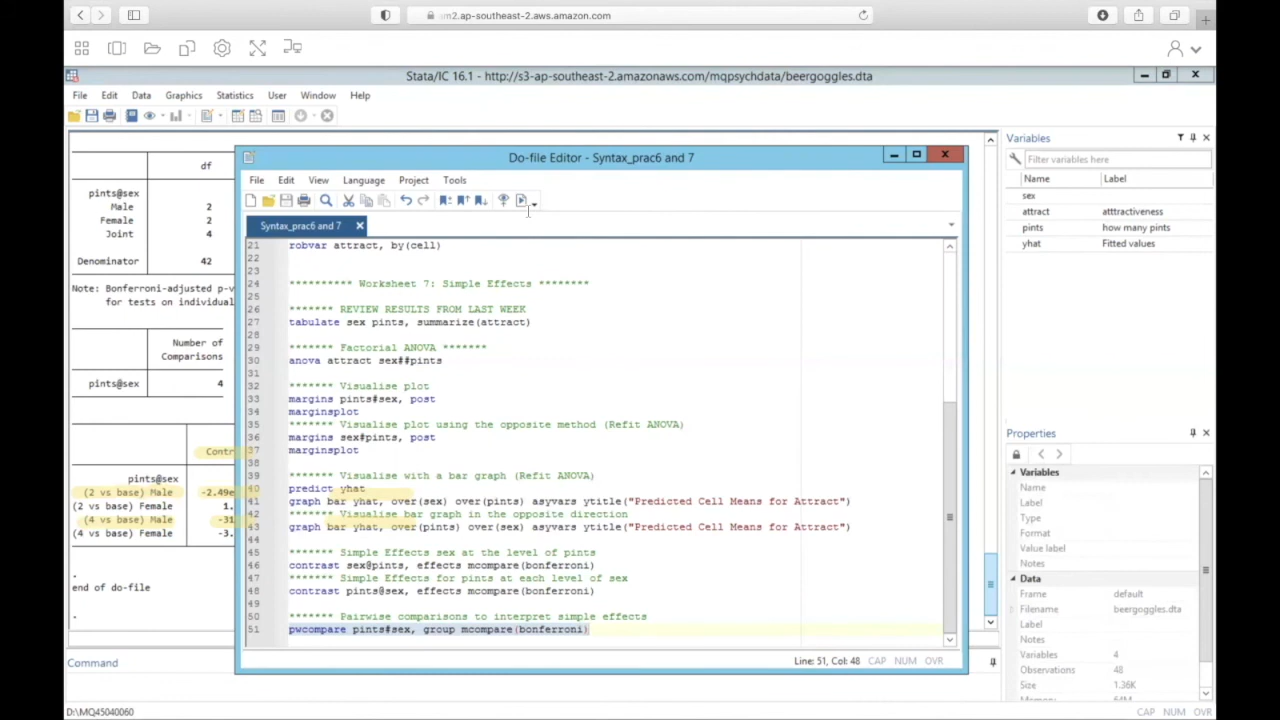 m2.ap-southeast-2.aws.amazon.com
Stata/IC 16.1 - http://s3-ap-southeast-2.amazonaws.com/mqpsychdata/beergoggles.dta
File Edit Data Graphics Statistics User Window Help
df
pints@sex
Male 2
Female 2
Joint 4
Denominator 42
Note: Bonferroni-adjusted p-v
for tests on individual
Number of
Comparisons
pints@sex 4
Contr
pints@sex
(2 vs base) Male -2.49e
(2 vs base) Female 1.
(4 vs base) Male -31
(4 vs base) Female -3.
.
end of do-file
.
Command
D:\MQ45040060
Do-file Editor - Syntax_prac6 and 7
File Edit View Language Project Tools
Syntax_prac6 and 7
21 robvar attract, by(cell)
22
23
24 ********** Worksheet 7: Simple Effects ********
25
26 ******* REVIEW RESULTS FROM LAST WEEK
27 tabulate sex pints, summarize(attract)
28
29 ******* Factorial ANOVA *******
30 anova attract sex##pints
31
32 ******* Visualise plot
33 margins pints#sex, post
34 marginsplot
35 ******* Visualise plot using the opposite method (Refit ANOVA)
36 margins sex#pints, post
37 marginsplot
38
39 ******* Visualise with a bar graph (Refit ANOVA)
40 predict yhat
41 graph bar yhat, over(sex) over(pints) asyvars ytitle("Predicted Cell Means for Attract")
42 ******* Visualise bar graph in the opposite direction
43 graph bar yhat, over(pints) over(sex) asyvars ytitle("Predicted Cell Means for Attract")
44
45 ******* Simple Effects sex at the level of pints
46 contrast sex@pints, effects mcompare(bonferroni)
47 ******* Simple Effects for pints at each level of sex
48 contrast pints@sex, effects mcompare(bonferroni)
49
50 ******* Pairwise comparisons to interpret simple effects
51 pwcompare pints#sex, group mcompare(bonferroni)
Line: 51, Col: 48 CAP NUM OVR
Variables
Filter variables here
Name Label
sex
attract atttractiveness
pints how many pints
yhat Fitted values
Properties
Variables
Name
Label
Type
Format
Value label
Notes
Data
Frame default
Filename beergoggles.dta
Label
Notes
Variables 4
Observations 48
Size 1.36K
CAP NUM OVR